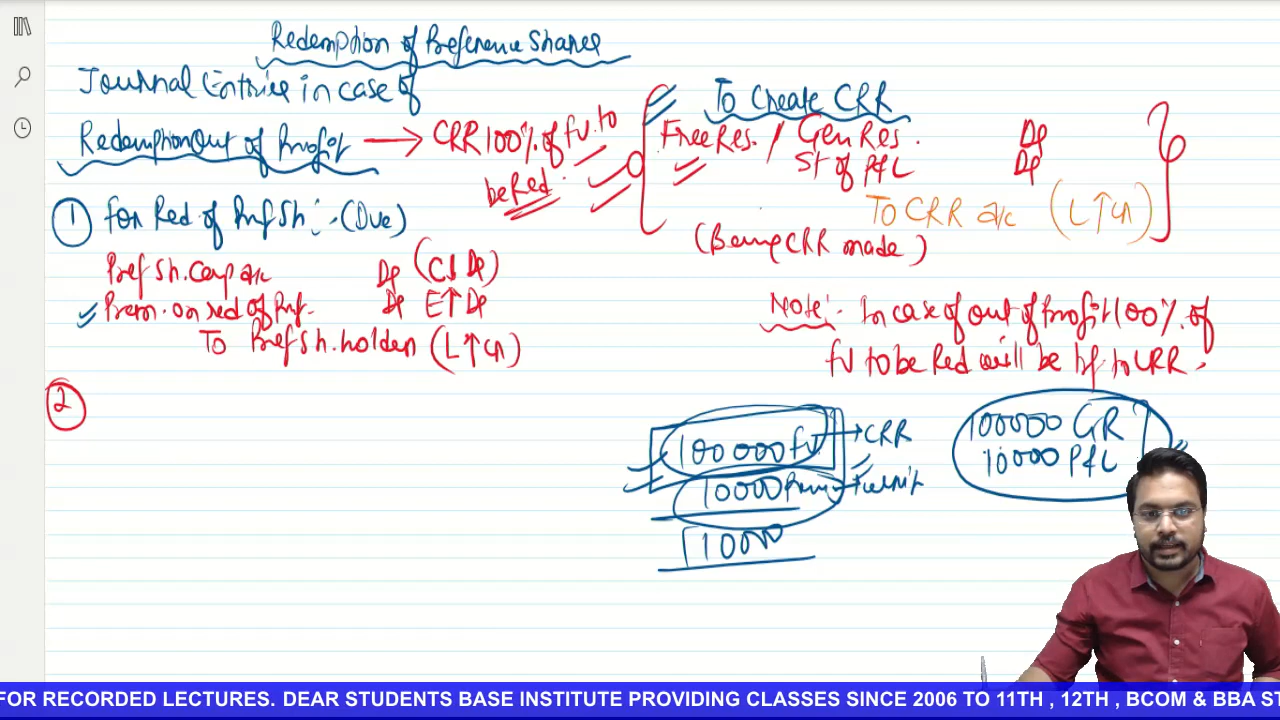 Redemption of Preference Shares
Journal Entries in case of
Redemption Out of Profit → CRR 100% of FV. to
be Red.
① for Red of Pref Sh :- (Due)
Pref Sh. Cap a/c Dr (C↓ Dr)
Prem. on red of Pref. Dr E↑ Dr
To Pref Sh. holders (L↑ Cr)
②
To Create CRR
Free Res. / Gen Res. Dr
St of P&L Dr
To CRR a/c (L↑ Cr)
(Being CRR made)
Note:- In case of out of Profit 100% of
FV to be Red will be tf. to CRR.
100000 FV → CRR
10000 Prem →
11000
100000 GR
10000 P&L
FOR RECORDED LECTURES. DEAR STUDENTS BASE INSTITUTE PROVIDING CLASSES SINCE 2006 TO 11TH , 12TH , BCOM & BBA ST